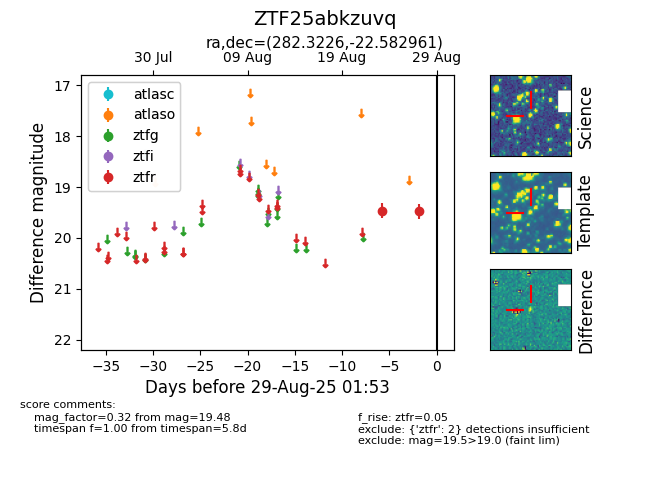 ZTF25abkzuvq
ra,dec=(282.3226,-22.582961)
30 Jul
09 Aug
19 Aug
29 Aug
17
18
19
20
21
22
Difference magnitude
atlasc
atlaso
ztfg
ztfi
ztfr
−35
−30
−25
−20
−15
−10
−5
0
Days before 29-Aug-25 01:53
Science
Template
Difference
score comments:
mag_factor=0.32 from mag=19.48
timespan f=1.00 from timespan=5.8d
f_rise: ztfr=0.05
exclude: {'ztfr': 2} detections insufficient
exclude: mag=19.5>19.0 (faint lim)